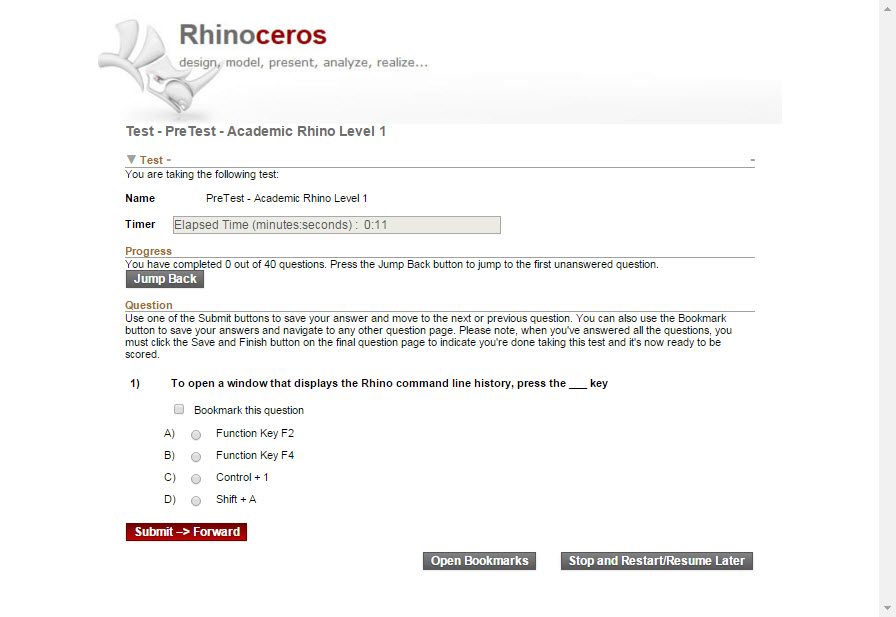 Rhinoceros
design, model, present, analyze, realize...
Test - PreTest - Academic Rhino Level 1
▼ Test - -
You are taking the following test:
Name PreTest - Academic Rhino Level 1
Timer Elapsed Time (minutes:seconds) : 0:11
Progress
You have completed 0 out of 40 questions. Press the Jump Back button to jump to the first unanswered question.
Jump Back
Question
Use one of the Submit buttons to save your answer and move to the next or previous question. You can also use the Bookmark
button to save your answers and navigate to any other question page. Please note, when you've answered all the questions, you
must click the Save and Finish button on the final question page to indicate you're done taking this test and it's now ready to be
scored.
1) To open a window that displays the Rhino command line history, press the ___ key
Bookmark this question
A) Function Key F2
B) Function Key F4
C) Control + 1
D) Shift + A
Submit --> Forward
Open Bookmarks Stop and Restart/Resume Later